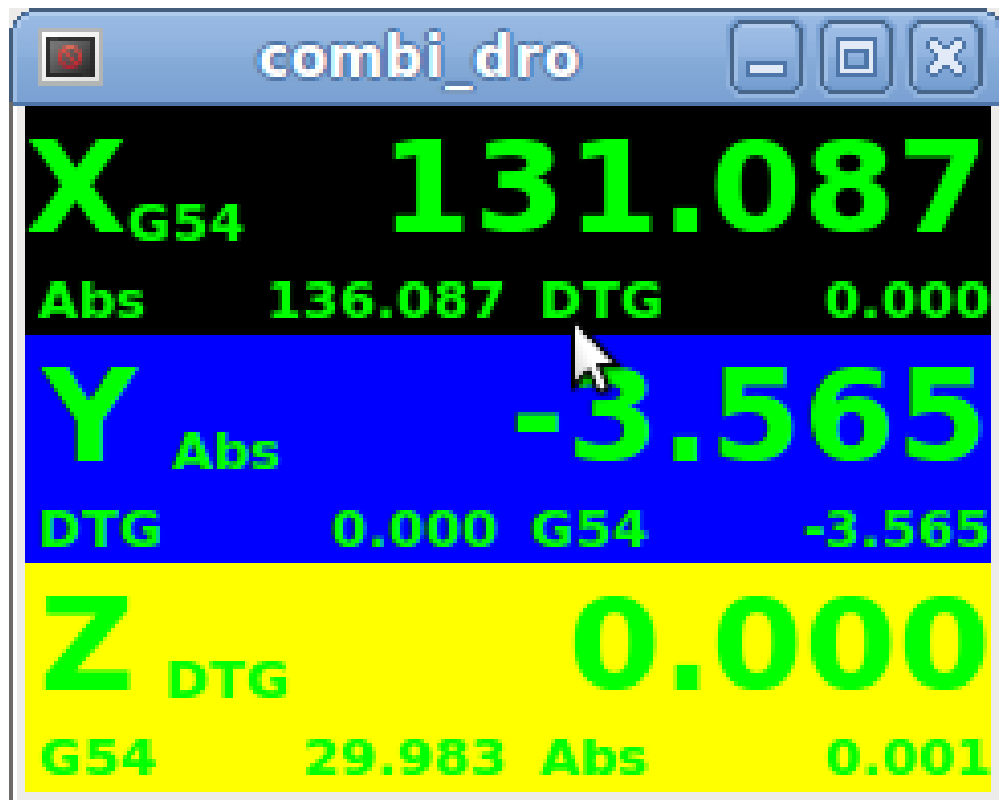 combi_dro
X G54 131.087
Abs 136.087 DTG 0.000
Y Abs -3.565
DTG 0.000 G54 -3.565
Z DTG 0.000
G54 29.983 Abs 0.001